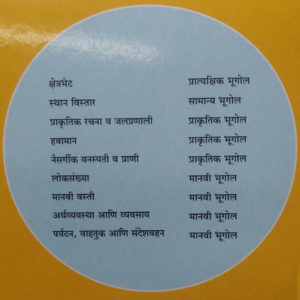 क्षेत्रभेट प्रात्यक्षिक भूगोल
स्थान विस्तार सामान्य भूगोल
प्राकृतिक रचना व जलप्रणाली प्राकृतिक भूगोल
हवामान प्राकृतिक भूगोल
नैसर्गीक वनस्पती व प्राणी प्राकृतिक भूगोल
लोकसंख्या मानवी भूगोल
मानवी वस्ती मानवी भूगोल
अर्थव्यवस्था आणि व्यवसाय मानवी भूगोल
पर्यटन, वाहतुक आणि संदेशवहन मानवी भूगोल